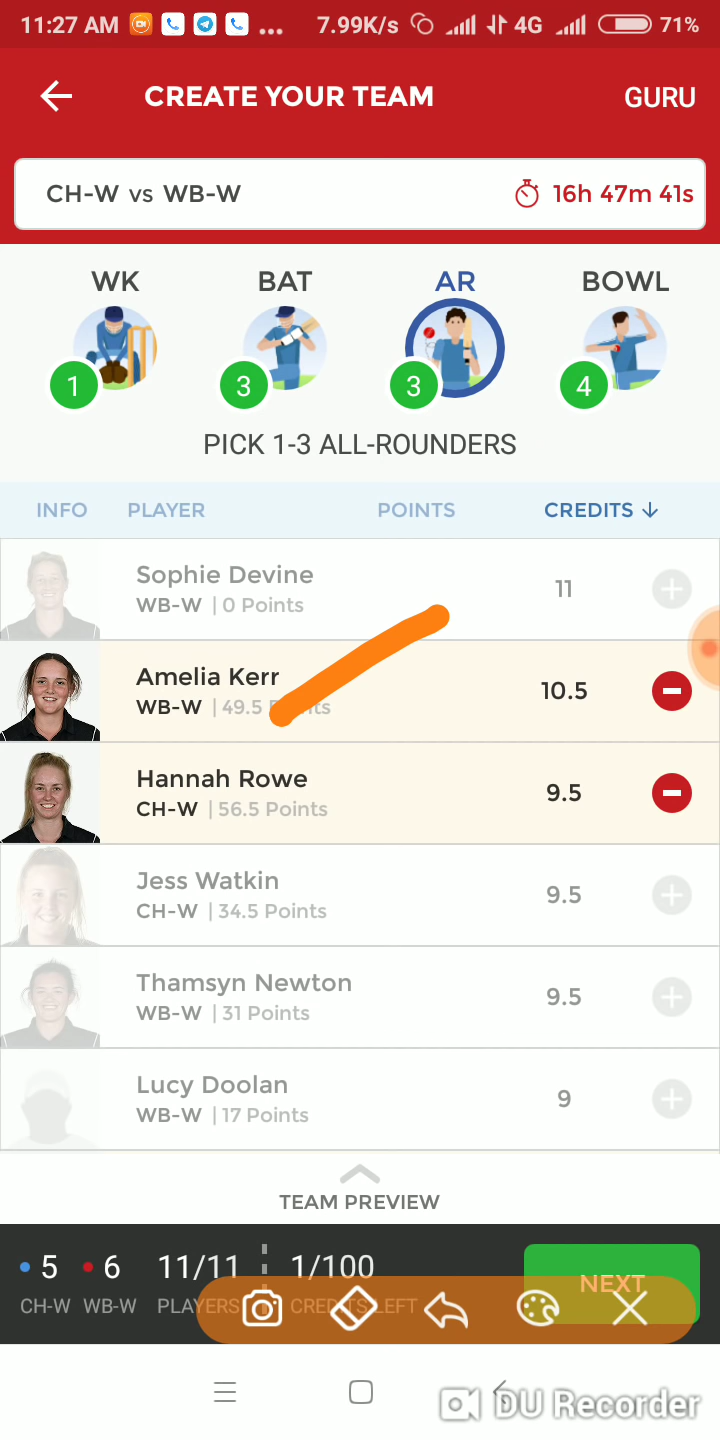 11:27 AM ... 7.99K/s 4G 71%
CREATE YOUR TEAM GURU
CH-W vs WB-W 16h 47m 41s
WK BAT AR BOWL
1 3 3 4
PICK 1-3 ALL-ROUNDERS
INFO PLAYER POINTS CREDITS
Sophie Devine
WB-W | 0 Points
11
Amelia Kerr
WB-W | 49.5
10.5
Hannah Rowe
CH-W | 56.5 Points
9.5
Jess Watkin
CH-W | 34.5 Points
9.5
Thamsyn Newton
WB-W | 31 Points
9.5
Lucy Doolan
WB-W | 17 Points
9
TEAM PREVIEW
5 6 11/11 1/100
CH-W WB-W PLAYERS CREDITS LEFT
NEXT
DU Recorder